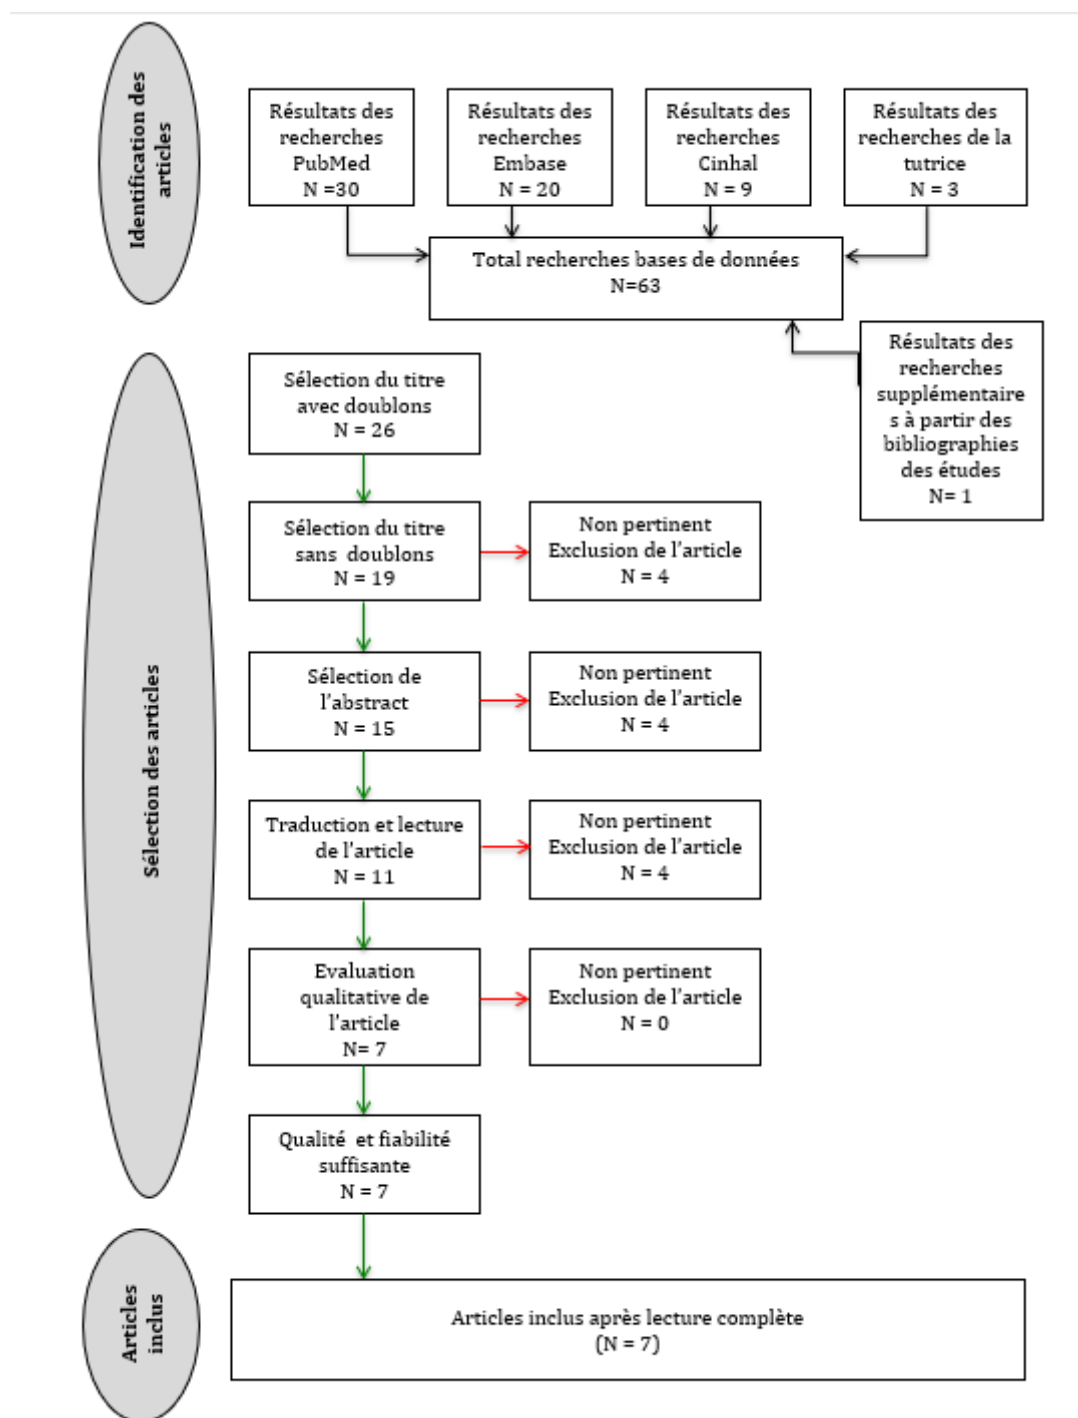 Identification des
articles
Résultats des
recherches
PubMed
N =30
Résultats des
recherches
Embase
N = 20
Résultats des
recherches
Cinhal
N = 9
Résultats des
recherches de la
tutrice
N = 3
Total recherches bases de données
N=63
Résultats des
recherches
supplémentaire
s à partir des
bibliographies
des études
N= 1
Sélection des articles
Sélection du titre
avec doublons
N = 26
Sélection du titre
sans doublons
N = 19
Non pertinent
Exclusion de l'article
N = 4
Sélection de
l'abstract
N = 15
Non pertinent
Exclusion de l'article
N = 4
Traduction et lecture
de l'article
N = 11
Non pertinent
Exclusion de l'article
N = 4
Evaluation
qualitative de
l'article
N= 7
Non pertinent
Exclusion de l'article
N = 0
Qualité et fiabilité
suffisante
N = 7
Articles
inclus
Articles inclus après lecture complète
(N = 7)